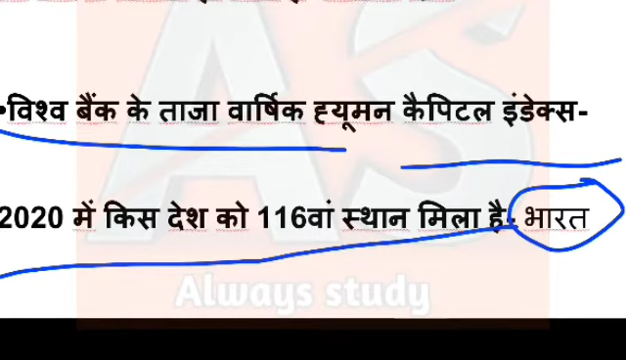 •विश्व बैंक के ताजा वार्षिक ह्यूमन कैपिटल इंडेक्स-
2020 में किस देश को 116वां स्थान मिला है- भारत
Always study